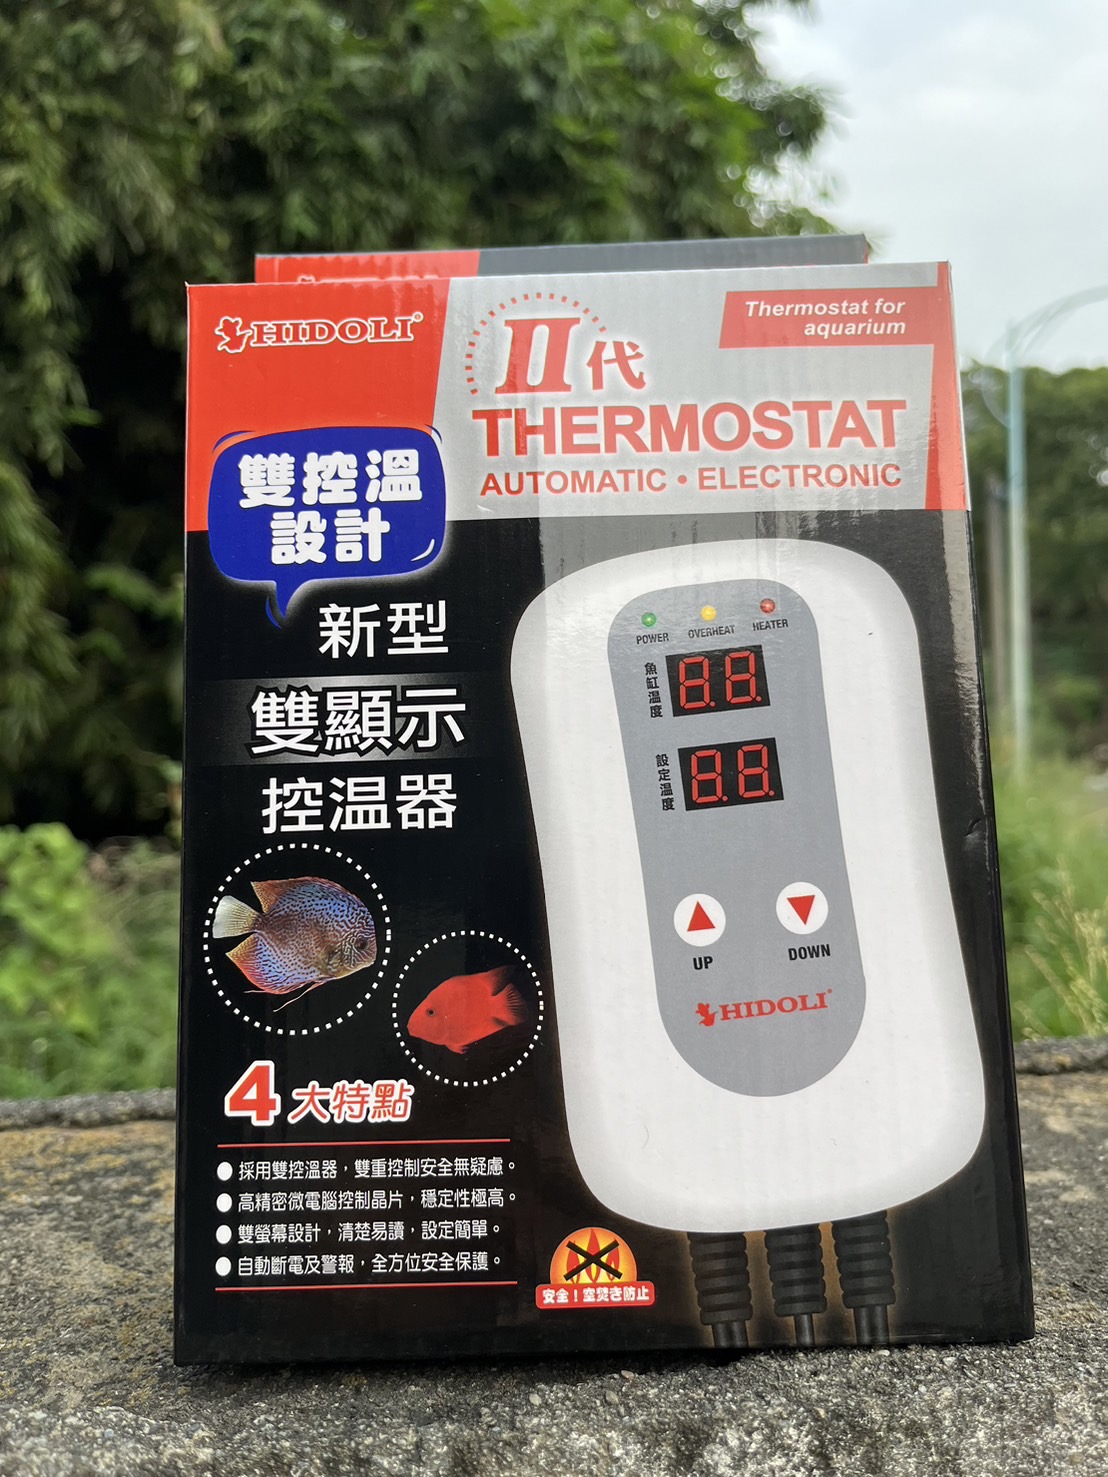 HIDOLI®
II代
THERMOSTAT
AUTOMATIC • ELECTRONIC
Thermostat for
aquarium
雙控溫
設計
新型
雙顯示
控温器
POWER
OVERHEAT
HEATER
魚缸溫度
8.8.
設定溫度
8.8.
UP
DOWN
HIDOLI®
4大特點
● 採用雙控溫器，雙重控制安全無疑慮。
● 高精密微電腦控制晶片，穩定性極高。
● 雙螢幕設計，清楚易讀，設定簡單。
● 自動斷電及警報，全方位安全保護。
安全！空焚き防止